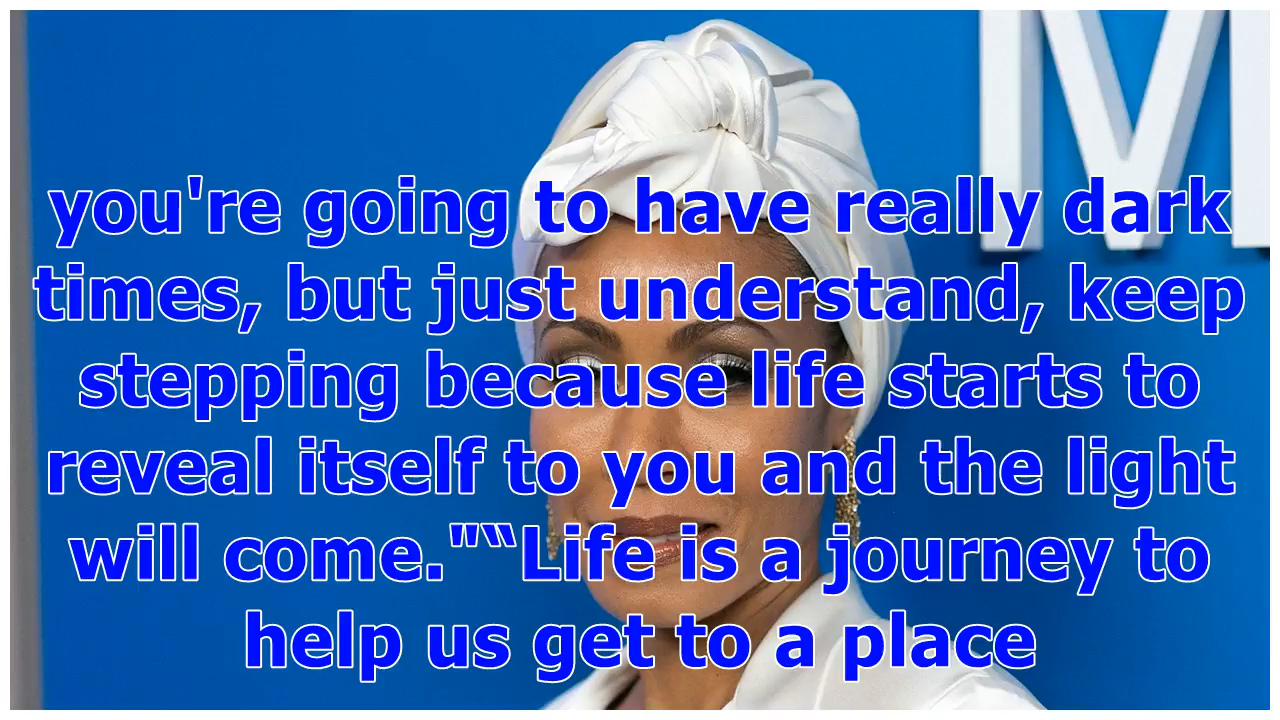 M
you're going to have really dark
times, but just understand, keep
stepping because life starts to
reveal itself to you and the light
will come."“Life is a journey to
help us get to a place